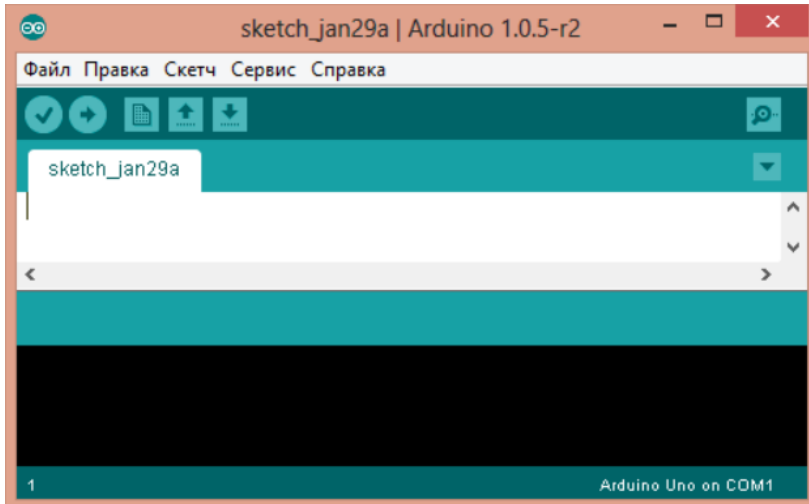 sketch_jan29a | Arduino 1.0.5-r2
Файл Правка Скетч Сервис Справка
sketch_jan29a
1 Arduino Uno on COM1